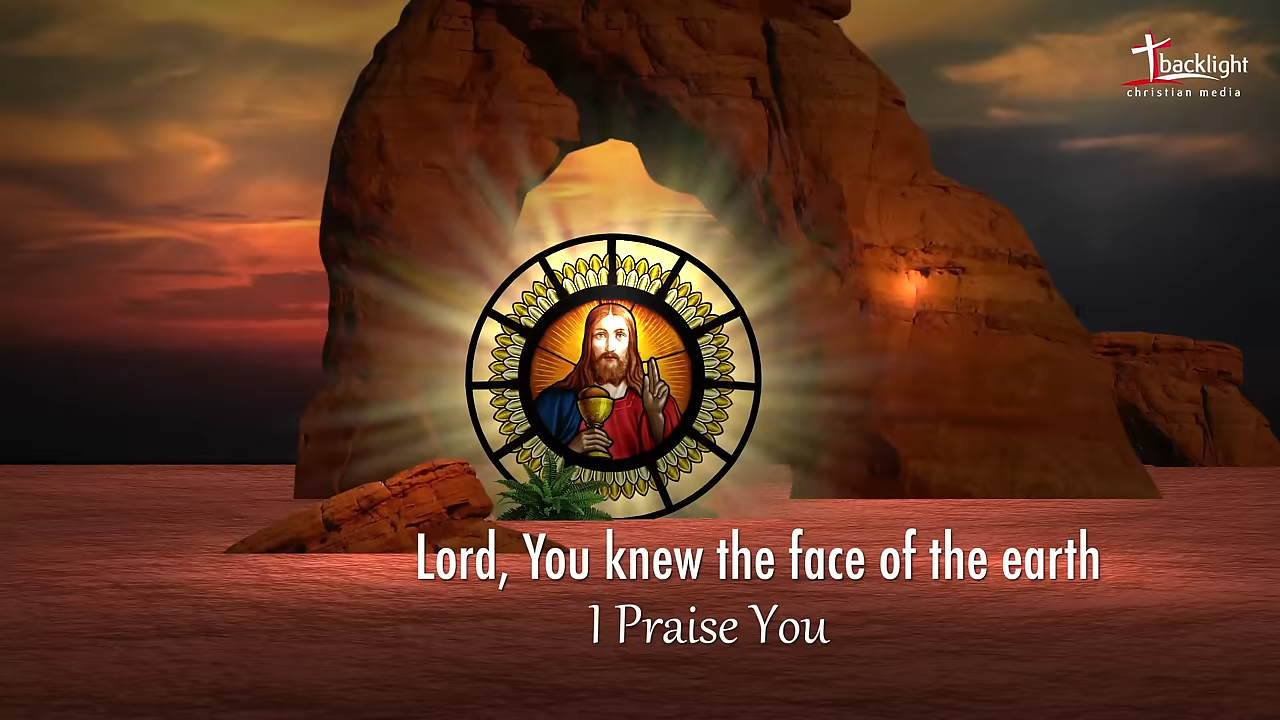 backlight
christian media
Lord, You knew the face of the earth
I Praise You